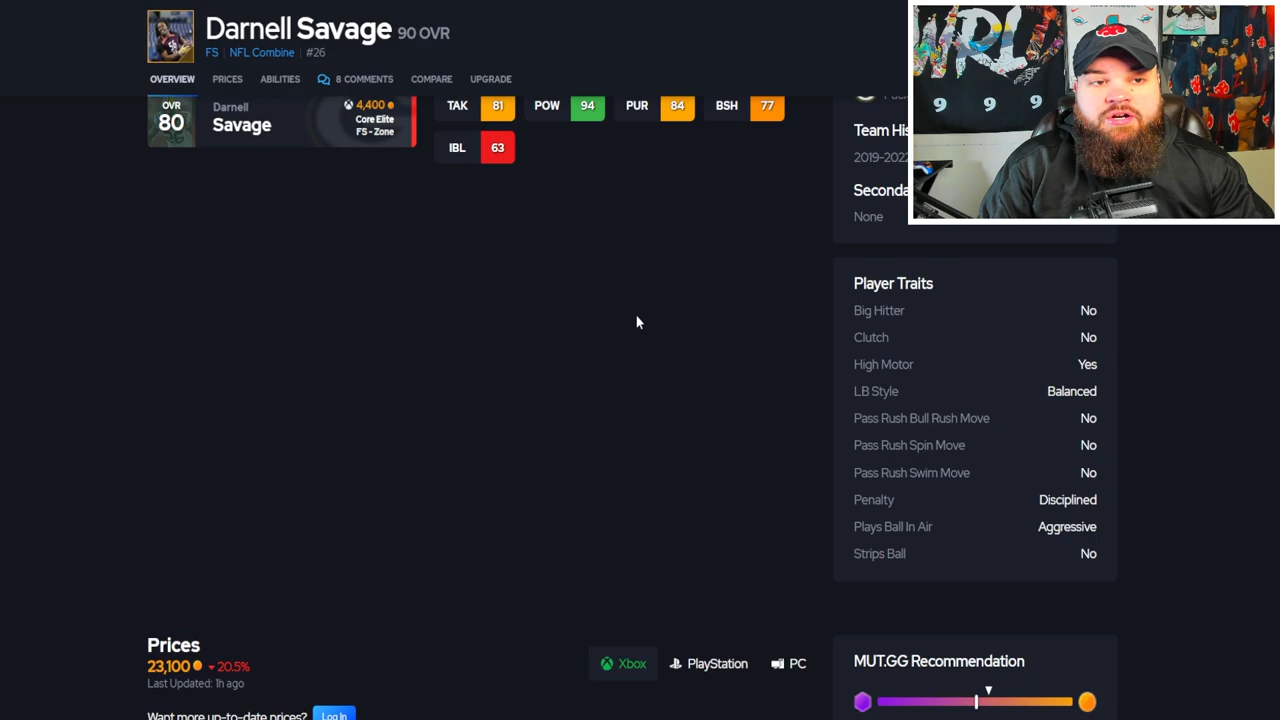 Darnell Savage 90 OVR
FS | NFL Combine | #26
OVERVIEW PRICES ABILITIES 8 COMMENTS COMPARE UPGRADE
OVR
80
Darnell
Savage
4,400
Core Elite
FS - Zone
TAK 81 POW 94 PUR 84 BSH 77
IBL 63
Team His
2019-2022
Seconda
None
9 9 9
Player Traits
Big Hitter No
Clutch No
High Motor Yes
LB Style Balanced
Pass Rush Bull Rush Move No
Pass Rush Spin Move No
Pass Rush Swim Move No
Penalty Disciplined
Plays Ball In Air Aggressive
Strips Ball No
Prices
23,100 20.5%
Last Updated: 1h ago
Xbox PlayStation PC
Want more up-to-date prices? Log In
MUT.GG Recommendation